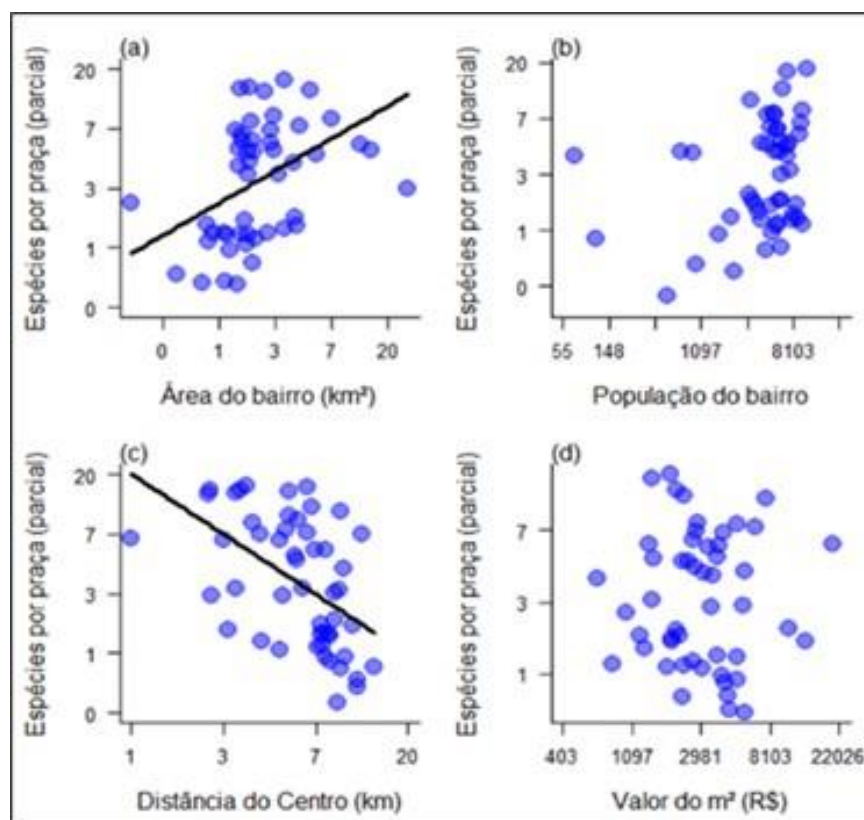 (a)
Espécies por praça (parcial)
20
7
3
1
0
0 1 3 7 20
Área do bairro (km²)
(b)
Espécies por praça (parcial)
20
7
3
1
0
55 148 1097 8103
População do bairro
(c)
Espécies por praça (parcial)
20
7
3
1
0
1 3 7 20
Distância do Centro (km)
(d)
Espécies por praça (parcial)
7
3
1
403 1097 2981 8103 22026
Valor do m² (R$)